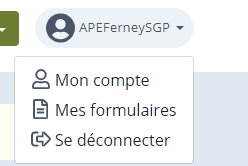 APEFerneySGP
Mon compte
Mes formulaires
Se déconnecter